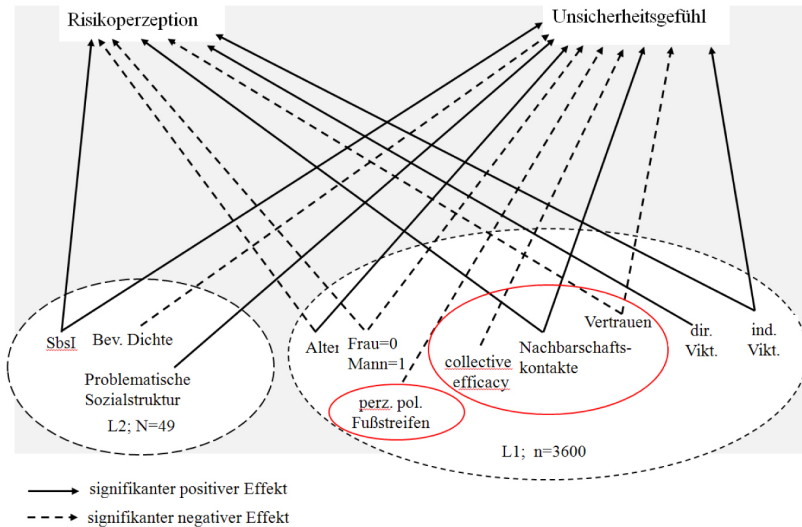 Risikoperzeption
Unsicherheitsgefühl
SbsI
Bev. Dichte
Problematische
Sozialstruktur
L2; N=49
Alter
Frau=0
Mann=1
perz. pol.
Fußstreifen
collective
efficacy
Nachbarschafts-
kontakte
Vertrauen
dir.
Vikt.
ind.
Vikt.
L1; n=3600
signifikanter positiver Effekt
signifikanter negativer Effekt